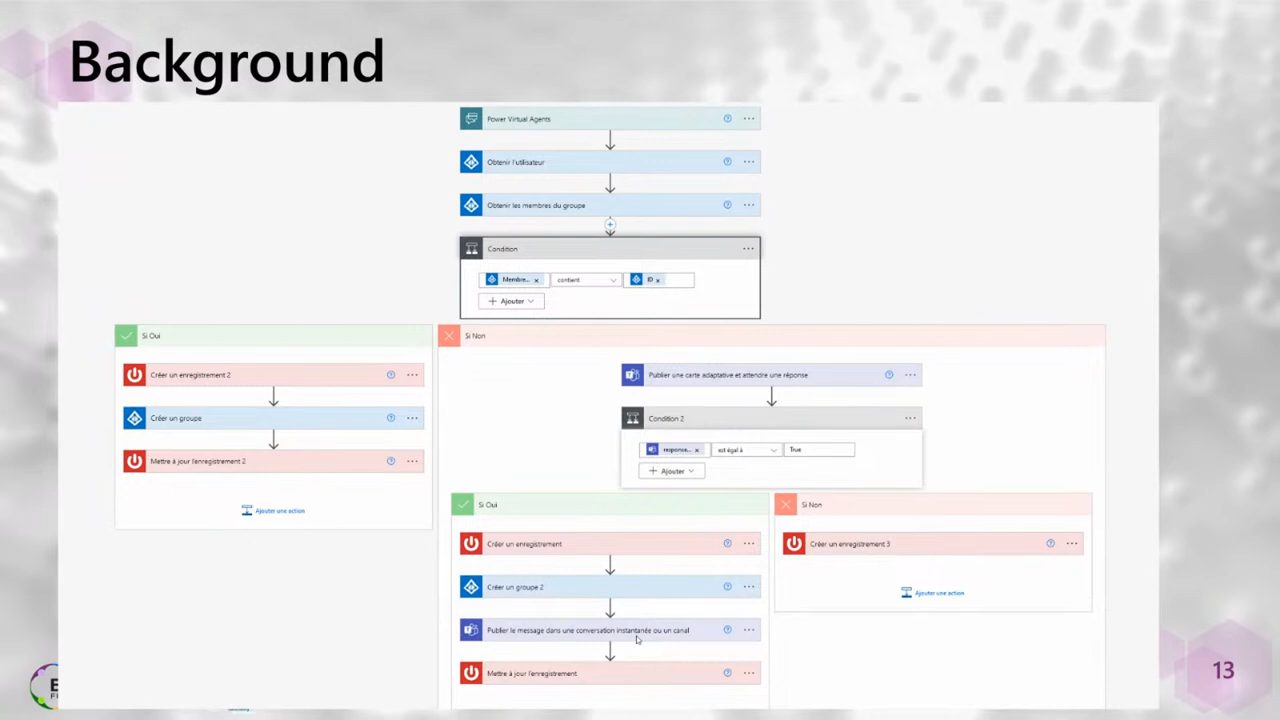 Background
Power Virtual Agents
Obtenir l'utilisateur
Obtenir les membres du groupe
Condition
Membre... x contient ID x
+ Ajouter
Si Oui
Créer un enregistrement 2
Créer un groupe
Mettre à jour l'enregistrement 2
Ajouter une action
Si Non
Publier une carte adaptative et attendre une réponse
Condition 2
respons... x est égal à True
+ Ajouter
Si Oui
Créer un enregistrement
Créer un groupe 2
Publier le message dans une conversation instantanée ou un canal
Mettre à jour l'enregistrement
Si Non
Créer un enregistrement 3
Ajouter une action
13